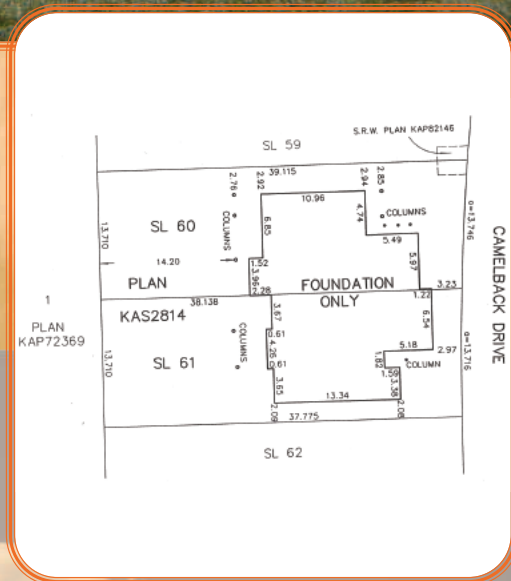 S.R.W. PLAN KAP82146
SL 59
39.115
2.76
2.92
2.94
2.85
10.96
COLUMNS
4.74
5.49
a=13.746
13.710
SL 60
COLUMNS
6.85
5.97
CAMELBACK DRIVE
14.20
1.52
3.96
PLAN
2.28
FOUNDATION
ONLY
1.22
3.23
38.138
1
PLAN
KAP72369
KAS2814
3.67
6.54
a=13.716
13.710
SL 61
COLUMNS
0.61
4.26
0.61
5.18
2.97
1.82
1.59
COLUMN
3.65
3.38
13.34
2.09
2.08
37.775
SL 62